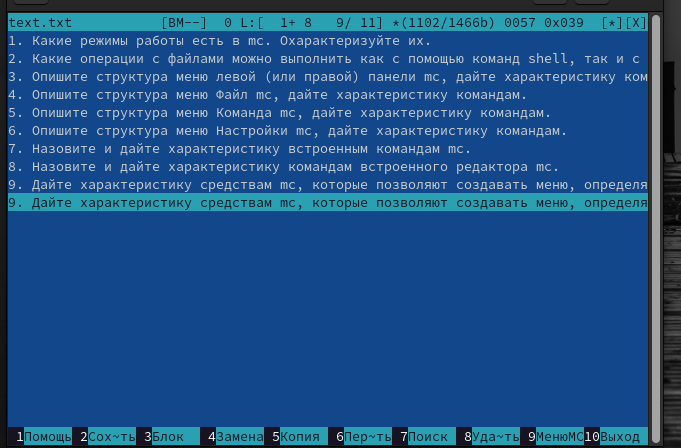 text.txt [BM--] 0 L:[ 1+ 8 9/ 11] *(1102/1466b) 0057 0x039 [*][X]
1. Какие режимы работы есть в mc. Охарактеризуйте их.
2. Какие операции с файлами можно выполнить как с помощью команд shell, так и с
3. Опишите структура меню левой (или правой) панели mc, дайте характеристику ком
4. Опишите структура меню Файл mc, дайте характеристику командам.
5. Опишите структура меню Команда mc, дайте характеристику командам.
6. Опишите структура меню Настройки mc, дайте характеристику командам.
7. Назовите и дайте характеристику встроенным командам mc.
8. Назовите и дайте характеристику командам встроенного редактора mc.
9. Дайте характеристику средствам mc, которые позволяют создавать меню, определя
9. Дайте характеристику средствам mc, которые позволяют создавать меню, определя
1Помощь 2Сох~ть 3Блок 4Замена 5Копия 6Пер~ть 7Поиск 8Уда~ть 9МенюMC 10Выход